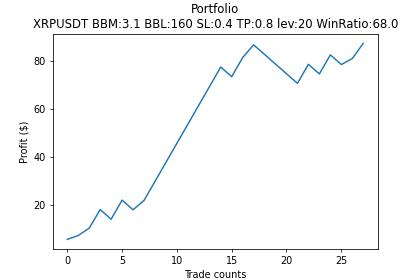 Portfolio
XRPUSDT BBM:3.1 BBL:160 SL:0.4 TP:0.8 lev:20 WinRatio:68.0
80
60
40
20
Profit ($)
0 5 10 15 20 25
Trade counts